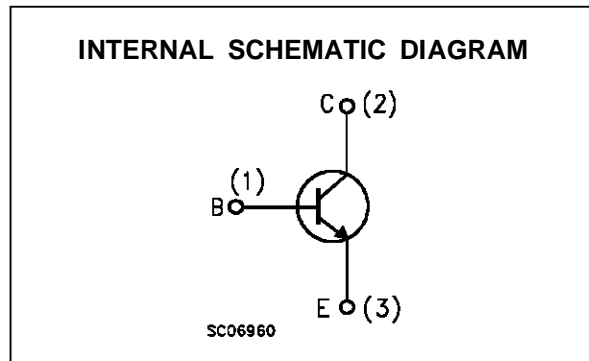 INTERNAL SCHEMATIC DIAGRAM
C (2)
(1)
B
E (3)
SC06960